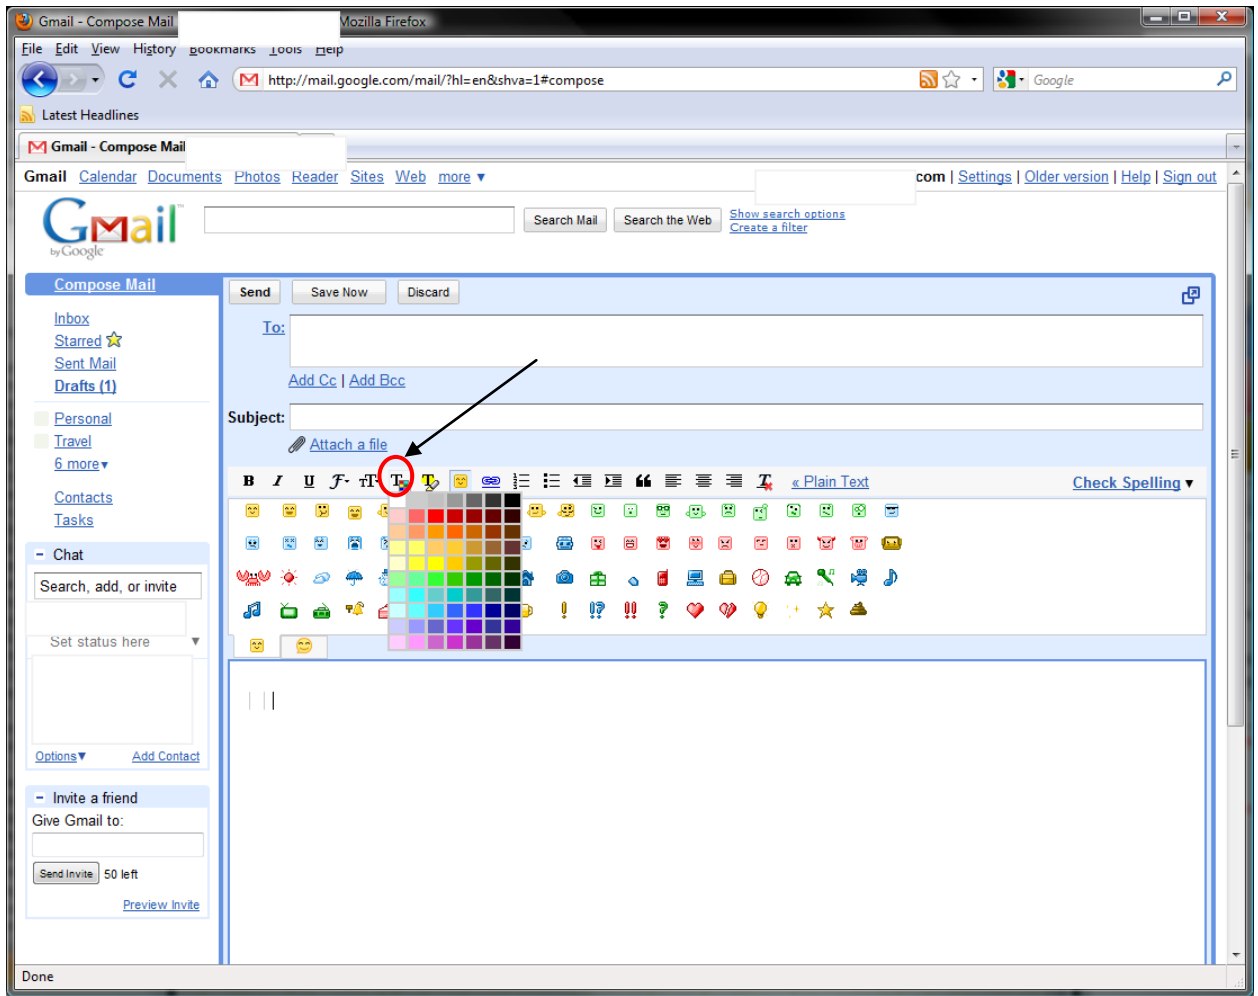 Gmail - Compose Mail Mozilla Firefox
File Edit View History Bookmarks Tools Help
http://mail.google.com/mail/?hl=en&shva=1#compose Google
Latest Headlines
Gmail - Compose Mail
Gmail Calendar Documents Photos Reader Sites Web more ▼ com | Settings | Older version | Help | Sign out
Gmail™
by Google
Search Mail Search the Web Show search options
Create a filter
Compose Mail
Send Save Now Discard
Inbox
To:
Starred
Sent Mail
Add Cc | Add Bcc
Drafts (1)
Personal
Subject:
Travel
Attach a file
6 more▼
B I U F T T T T « Plain Text Check Spelling ▼
Contacts
Tasks
– Chat
Search, add, or invite
Set status here ▼
Options▼ Add Contact
– Invite a friend
Give Gmail to:
Send Invite 50 left
Preview Invite
Done